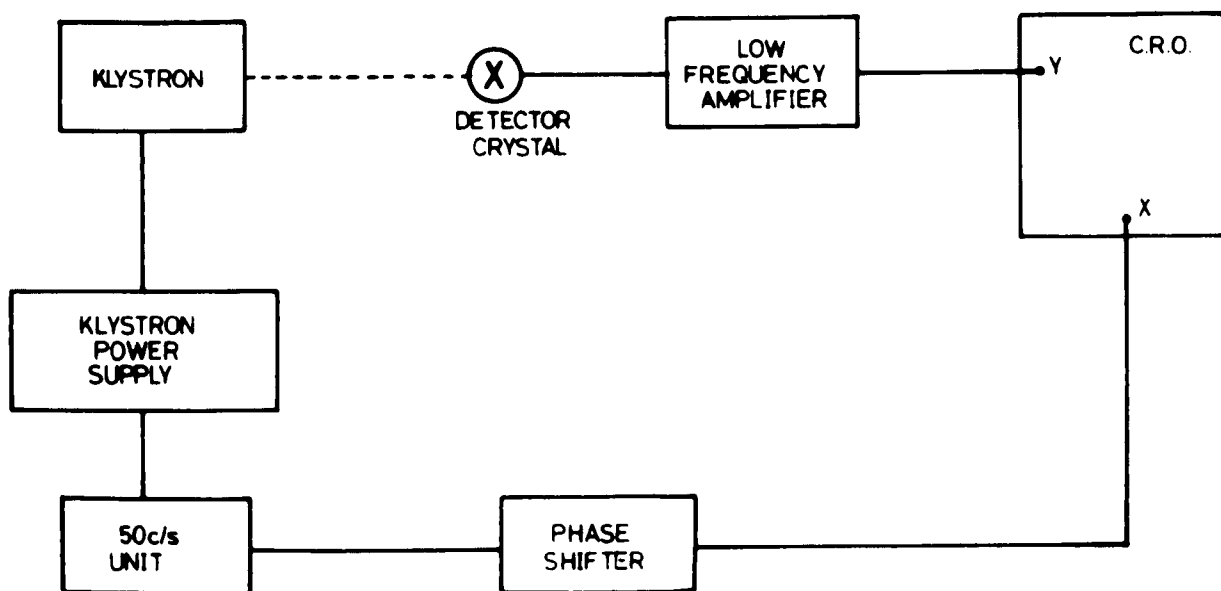 KLYSTRON
X
DETECTOR
CRYSTAL
LOW
FREQUENCY
AMPLIFIER
C.R.O.
Y
X
KLYSTRON
POWER
SUPPLY
50c/s
UNIT
PHASE
SHIFTER